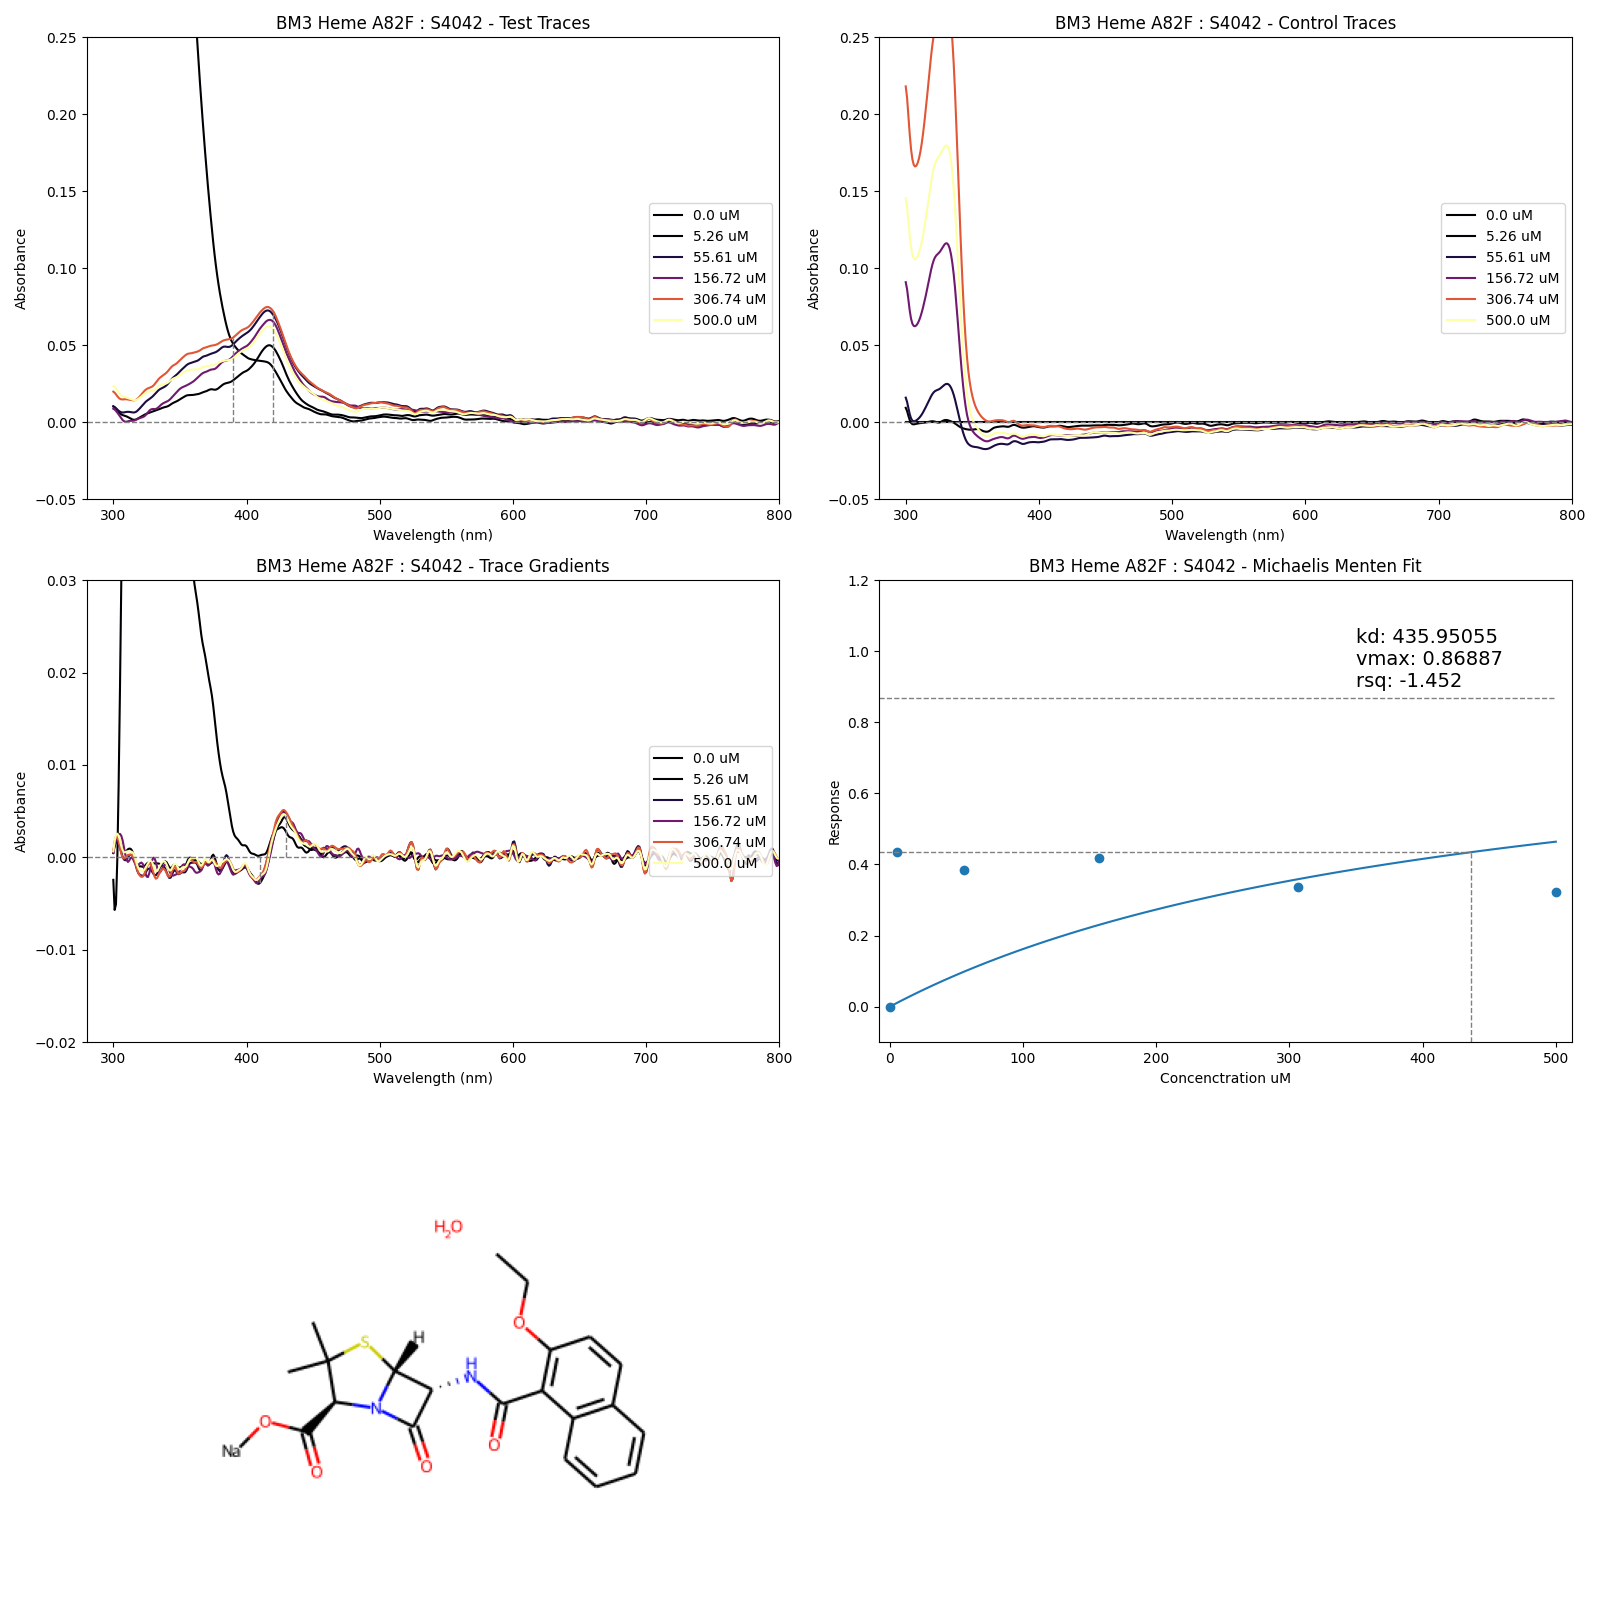 BM3 Heme A82F : S4042 - Test Traces
0.25
0.20
0.15
0.10
0.05
0.00
−0.05
Absorbance
300 400 500 600 700 800
Wavelength (nm)
0.0 uM
5.26 uM
55.61 uM
156.72 uM
306.74 uM
500.0 uM
BM3 Heme A82F : S4042 - Control Traces
0.25
0.20
0.15
0.10
0.05
0.00
−0.05
Absorbance
300 400 500 600 700 800
Wavelength (nm)
0.0 uM
5.26 uM
55.61 uM
156.72 uM
306.74 uM
500.0 uM
BM3 Heme A82F : S4042 - Trace Gradients
0.03
0.02
0.01
0.00
−0.01
−0.02
Absorbance
300 400 500 600 700 800
Wavelength (nm)
0.0 uM
5.26 uM
55.61 uM
156.72 uM
306.74 uM
500.0 uM
BM3 Heme A82F : S4042 - Michaelis Menten Fit
1.2
1.0
0.8
0.6
0.4
0.2
0.0
Response
0 100 200 300 400 500
Concenctration uM
kd: 435.95055
vmax: 0.86887
rsq: -1.452
H2O
O
S
H
H
N
N
O
O
O
O
Na